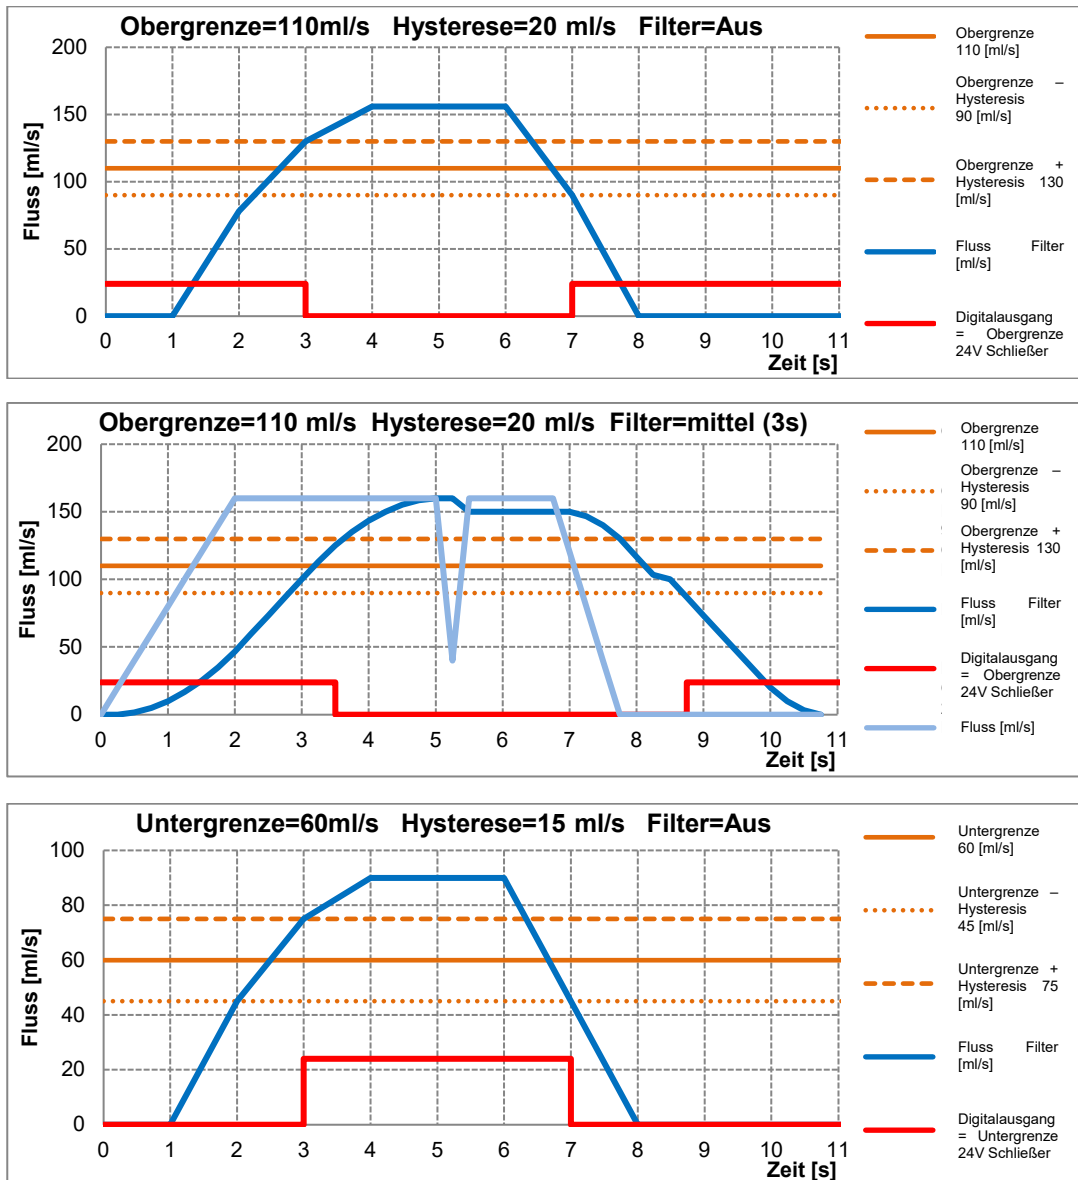 Obergrenze=110ml/s Hysterese=20 ml/s Filter=Aus
200
150
100
50
0
Fluss [ml/s]
0 1 2 3 4 5 6 7 8 9 10 11
Zeit [s]
Obergrenze
110 [ml/s]
Obergrenze –
Hysteresis
90 [ml/s]
Obergrenze +
Hysteresis 130
[ml/s]
Fluss Filter
[ml/s]
Digitalausgang
= Obergrenze
24V Schließer
Obergrenze=110 ml/s Hysterese=20 ml/s Filter=mittel (3s)
200
150
100
50
0
Fluss [ml/s]
0 1 2 3 4 5 6 7 8 9 10 11
Zeit [s]
Obergrenze
110 [ml/s]
Obergrenze –
Hysteresis
90 [ml/s]
Obergrenze +
Hysteresis 130
[ml/s]
Fluss Filter
[ml/s]
Digitalausgang
= Obergrenze
24V Schließer
Fluss [ml/s]
Untergrenze=60ml/s Hysterese=15 ml/s Filter=Aus
100
80
60
40
20
0
Fluss [ml/s]
0 1 2 3 4 5 6 7 8 9 10 11
Zeit [s]
Untergrenze
60 [ml/s]
Untergrenze –
Hysteresis
45 [ml/s]
Untergrenze +
Hysteresis 75
[ml/s]
Fluss Filter
[ml/s]
Digitalausgang
= Untergrenze
24V Schließer